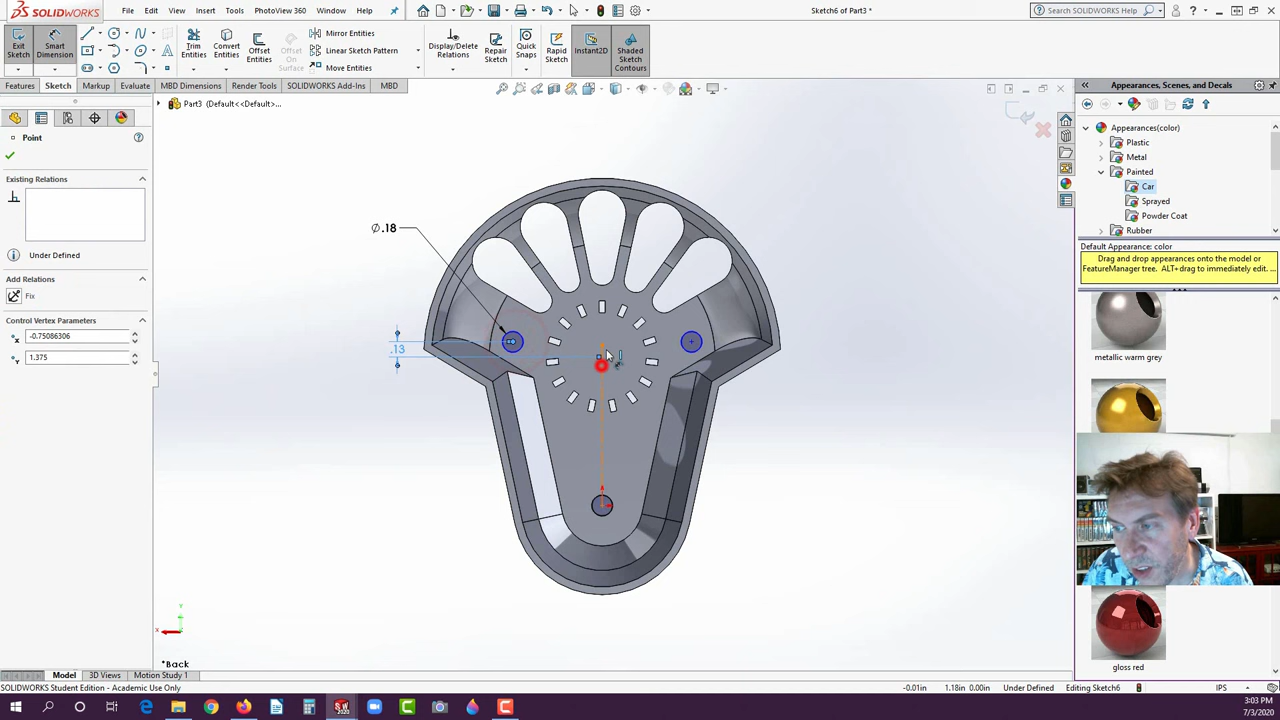 SOLIDWORKS
File Edit View Insert Tools PhotoView 360 Window Help
Sketch6 of Part3 *
Search SOLIDWORKS Help
Exit Sketch
Smart Dimension
Trim Entities
Convert Entities
Offset Entities
Offset On Surface
Mirror Entities
Linear Sketch Pattern
Move Entities
Display/Delete Relations
Repair Sketch
Quick Snaps
Rapid Sketch
Instant2D
Shaded Sketch Contours
Features Sketch Markup Evaluate MBD Dimensions Render Tools SOLIDWORKS Add-Ins MBD
Part3 (Default<<Default>...
Point
Existing Relations
Under Defined
Add Relations
Fix
Control Vertex Parameters
-0.75086306
1.375
Ø.18
.13
*Back
Appearances, Scenes, and Decals
Appearances(color)
Plastic
Metal
Painted
Car
Sprayed
Powder Coat
Rubber
Default Appearance: color
Drag and drop appearances onto the model or
FeatureManager tree. ALT+drag to immediately edit. ...
metallic warm grey
gloss red
Model 3D Views Motion Study 1
SOLIDWORKS Student Edition - Academic Use Only
-0.01in 1.18in 0.00in Under Defined Editing Sketch6 IPS
3:03 PM
7/3/2020